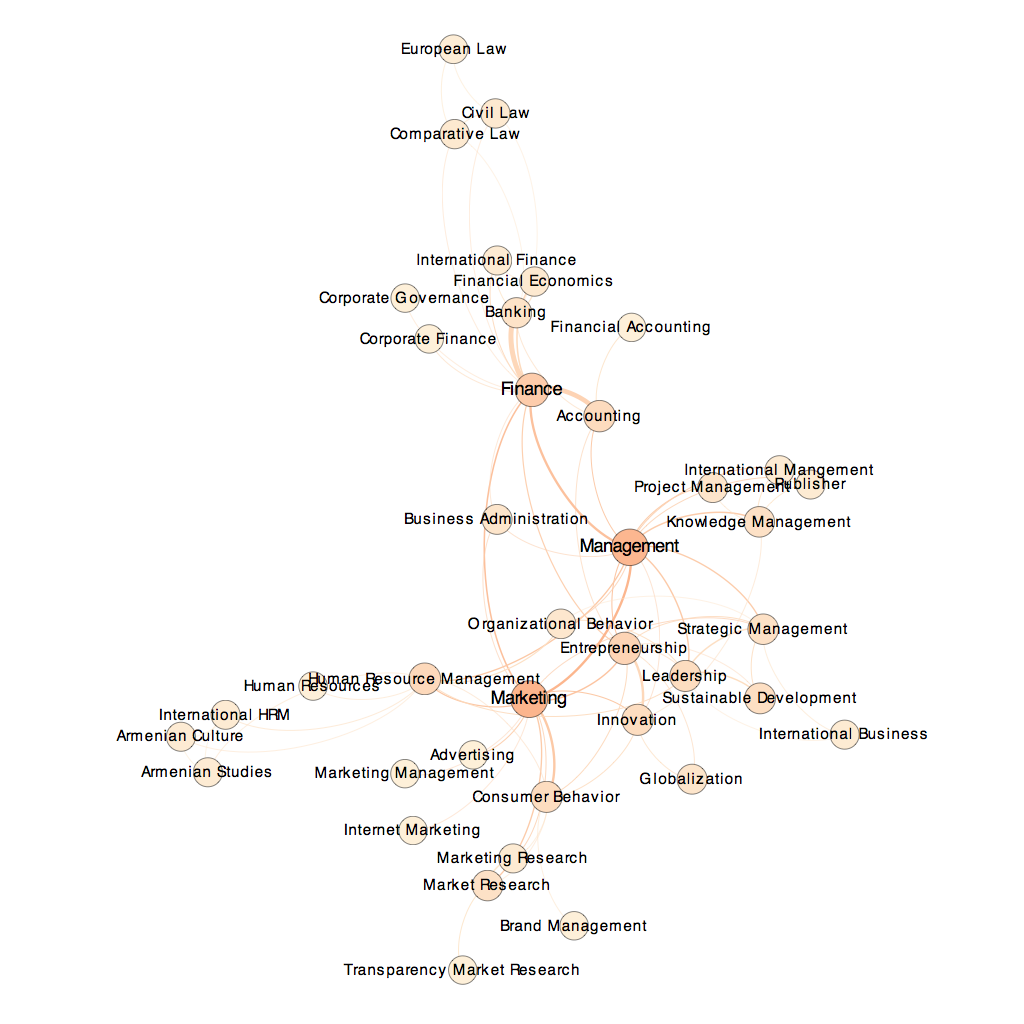 European Law
Civil Law
Comparative Law
International Finance
Financial Economics
Corporate Governance
Banking
Financial Accounting
Corporate Finance
Finance
Accounting
International Mangement
Publisher
Project Management
Business Administration
Knowledge Management
Management
Organizational Behavior
Strategic Management
Entrepreneurship
Leadership
Human Resource Management
Human Resources
Marketing
Sustainable Development
International HRM
Innovation
Armenian Culture
International Business
Advertising
Armenian Studies
Marketing Management
Globalization
Consumer Behavior
Internet Marketing
Marketing Research
Market Research
Brand Management
Transparency Market Research